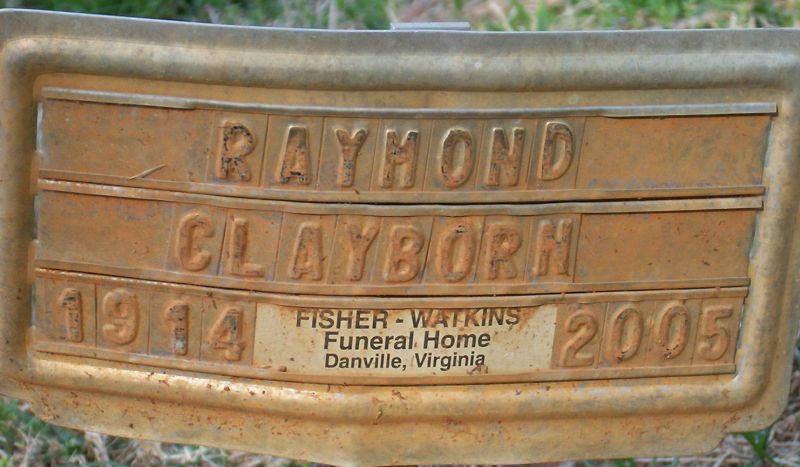 RAYMOND
CLAYBORN
1914 FISHER - WATKINS 2005
Funeral Home
Danville, Virginia